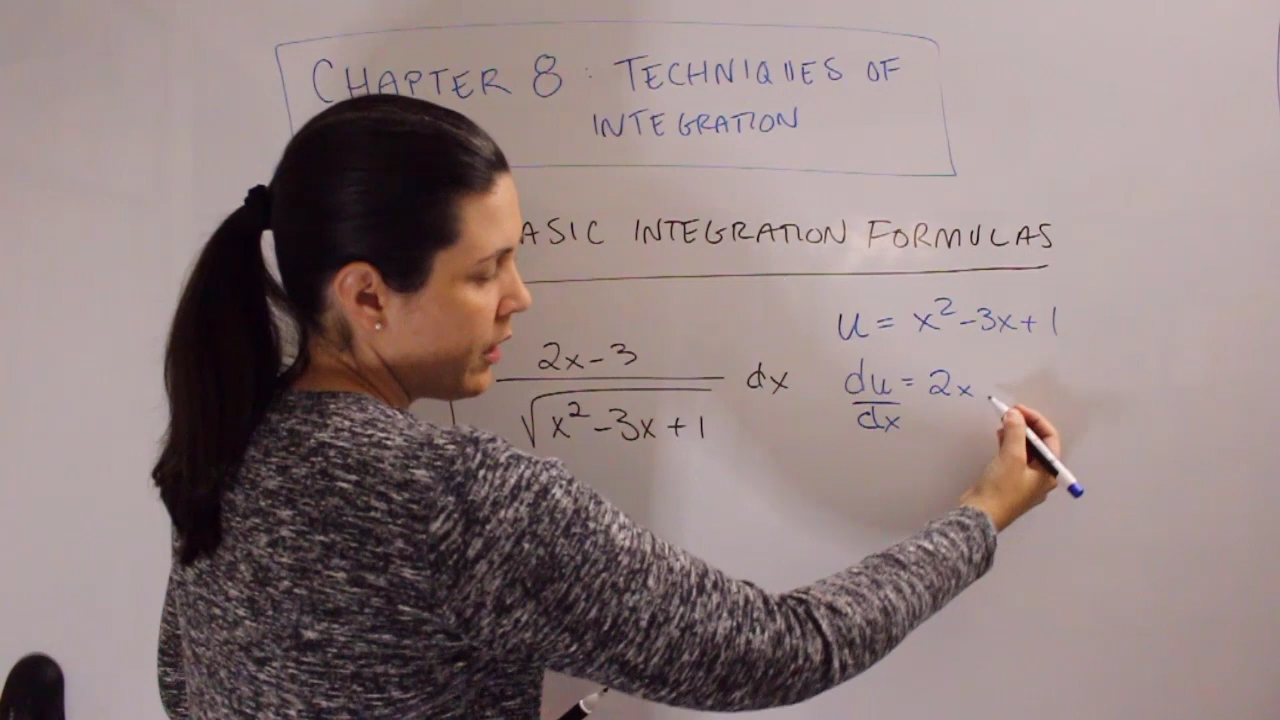 CHAPTER 8 : TECHNIQUES OF
INTEGRATION
ASIC INTEGRATION FORMULAS
u = x²-3x+1
2x-3
dx
du = 2x
√x²-3x+1
dx